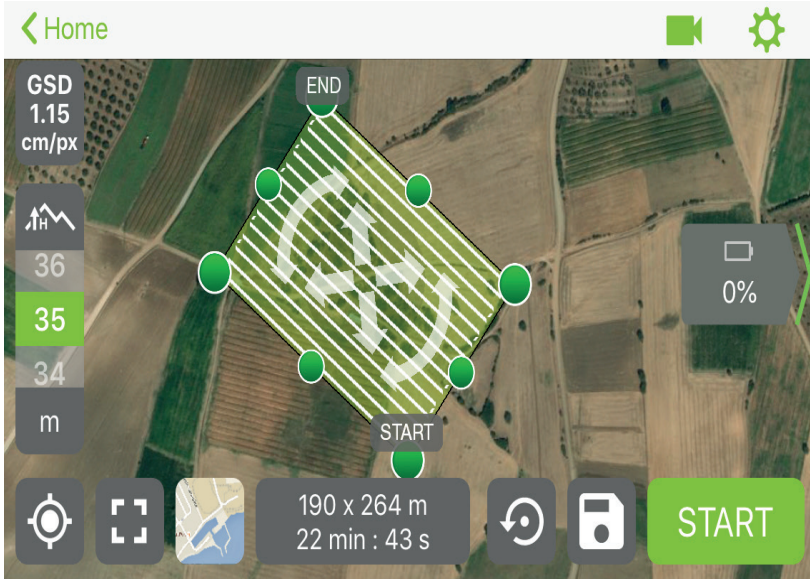 Home
GSD
1.15
cm/px
END
H
36
35
34
m
0%
START
190 x 264 m
22 min : 43 s
START